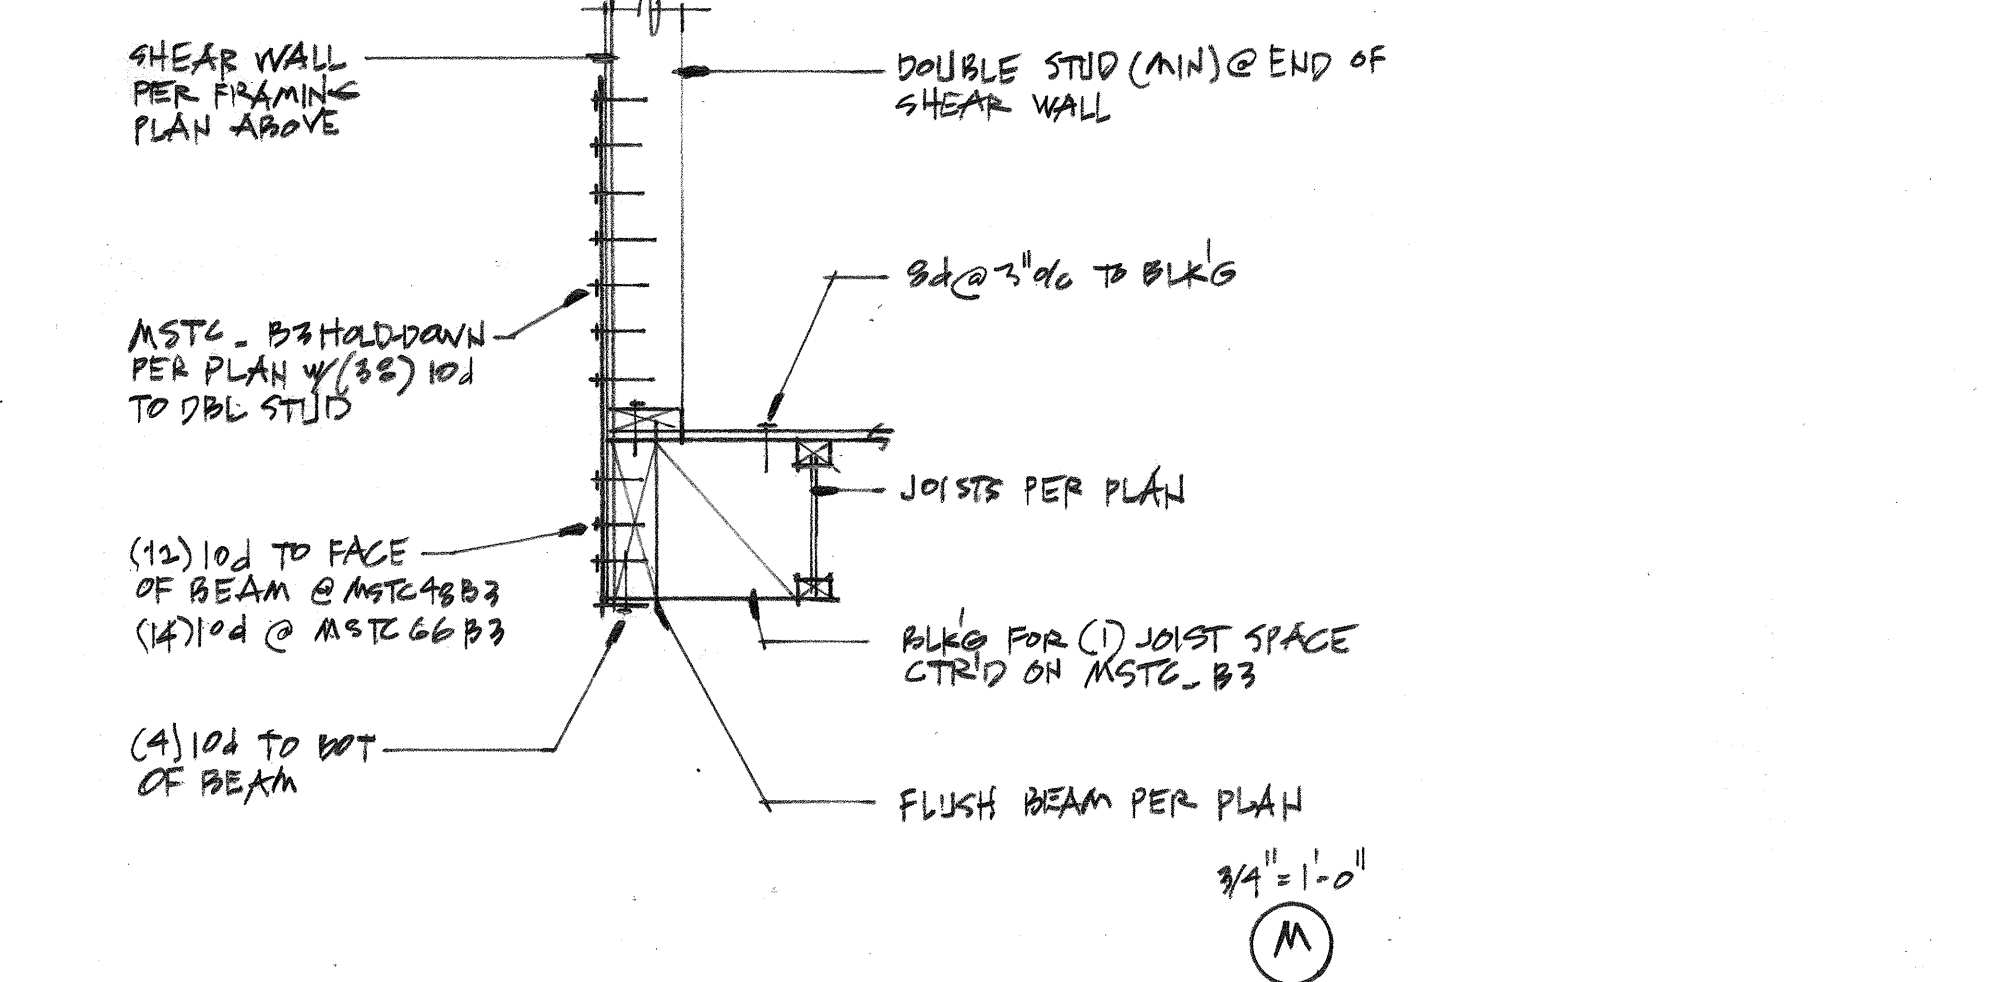 SHEAR WALL
PER FRAMING
PLAN ABOVE
DOUBLE STUD (MIN) @ END OF
SHEAR WALL
8d @ 3" o/c TO BLK'G
MSTC_B3 HOLD-DOWN
PER PLAN w/(38) 10d
TO DBL STUD
JOISTS PER PLAN
(12) 10d TO FACE
OF BEAM @ MSTC48B3
(14) 10d @ MSTC66B3
BLK'G FOR (1) JOIST SPACE
CTR'D ON MSTC_B3
(4) 10d TO BOT
OF BEAM
FLUSH BEAM PER PLAN
3/4" = 1'-0"
M